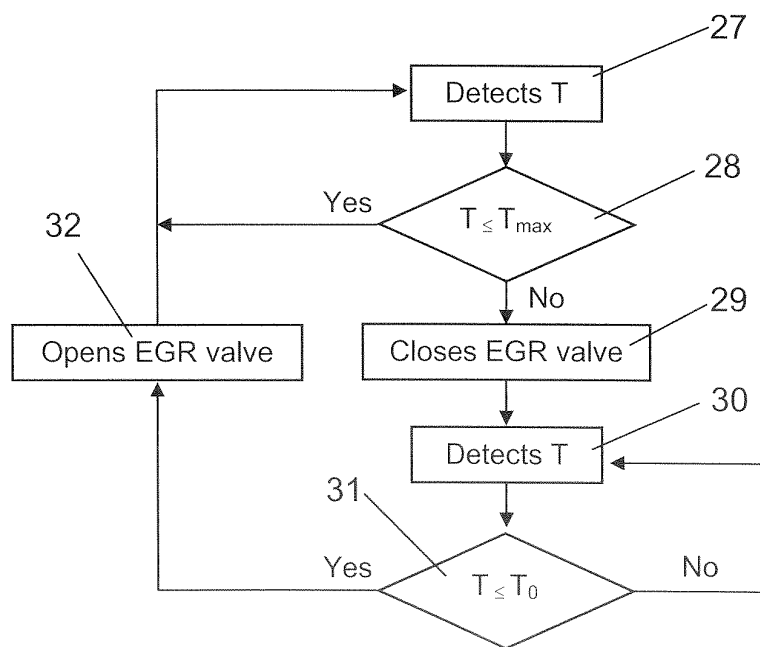 27
Detects T
28
Yes
T ≤ Tmax
32
No
29
Opens EGR valve
Closes EGR valve
30
Detects T
31
Yes
T ≤ T0
No